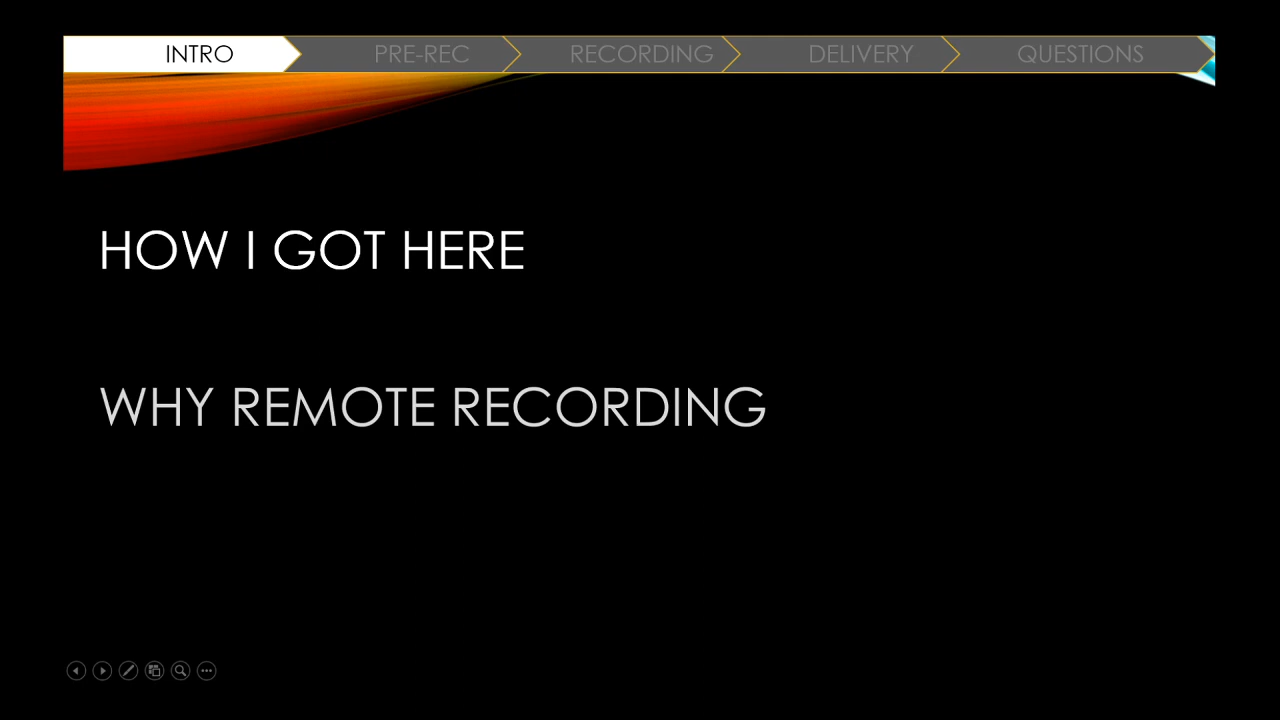 INTRO
PRE-REC
RECORDING
DELIVERY
QUESTIONS
HOW I GOT HERE
WHY REMOTE RECORDING